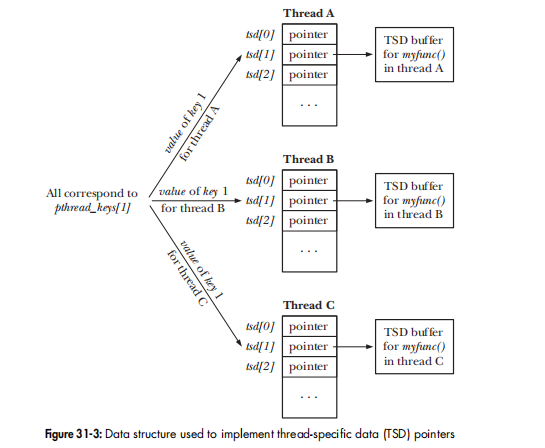 Thread A
tsd[0] pointer
tsd[1] pointer
tsd[2] pointer
...
TSD buffer
for myfunc()
in thread A
value of key 1
for thread A
All correspond to
pthread_keys[1]
value of key 1
for thread B
Thread B
tsd[0] pointer
tsd[1] pointer
tsd[2] pointer
...
TSD buffer
for myfunc()
in thread B
value of key 1
for thread C
Thread C
tsd[0] pointer
tsd[1] pointer
tsd[2] pointer
...
TSD buffer
for myfunc()
in thread C
Figure 31-3: Data structure used to implement thread-specific data (TSD) pointers